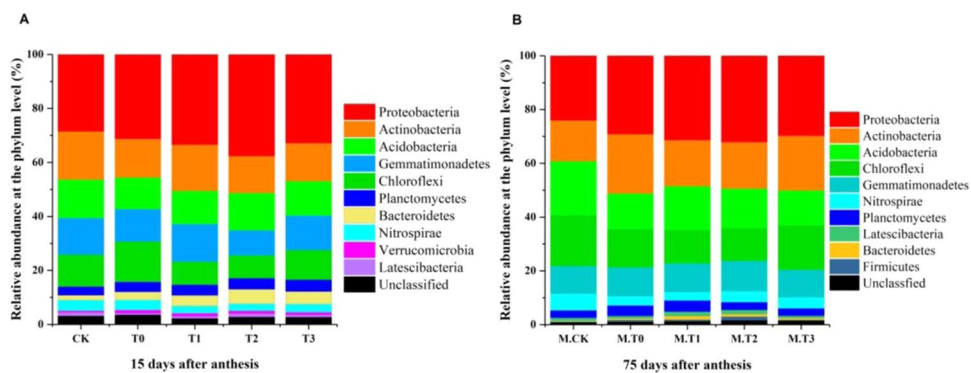 A
Relative abundance at the phylum level (%)
100
80
60
40
20
0
CK T0 T1 T2 T3
15 days after anthesis
Proteobacteria
Actinobacteria
Acidobacteria
Gemmatimonadetes
Chloroflexi
Planctomycetes
Bacteroidetes
Nitrospirae
Verrucomicrobia
Latescibacteria
Unclassified
B
Relative abundance at the phylum level (%)
100
80
60
40
20
0
M.CK M.T0 M.T1 M.T2 M.T3
75 days after anthesis
Proteobacteria
Actinobacteria
Acidobacteria
Chloroflexi
Gemmatimonadetes
Nitrospirae
Planctomycetes
Latescibacteria
Bacteroidetes
Firmicutes
Unclassified